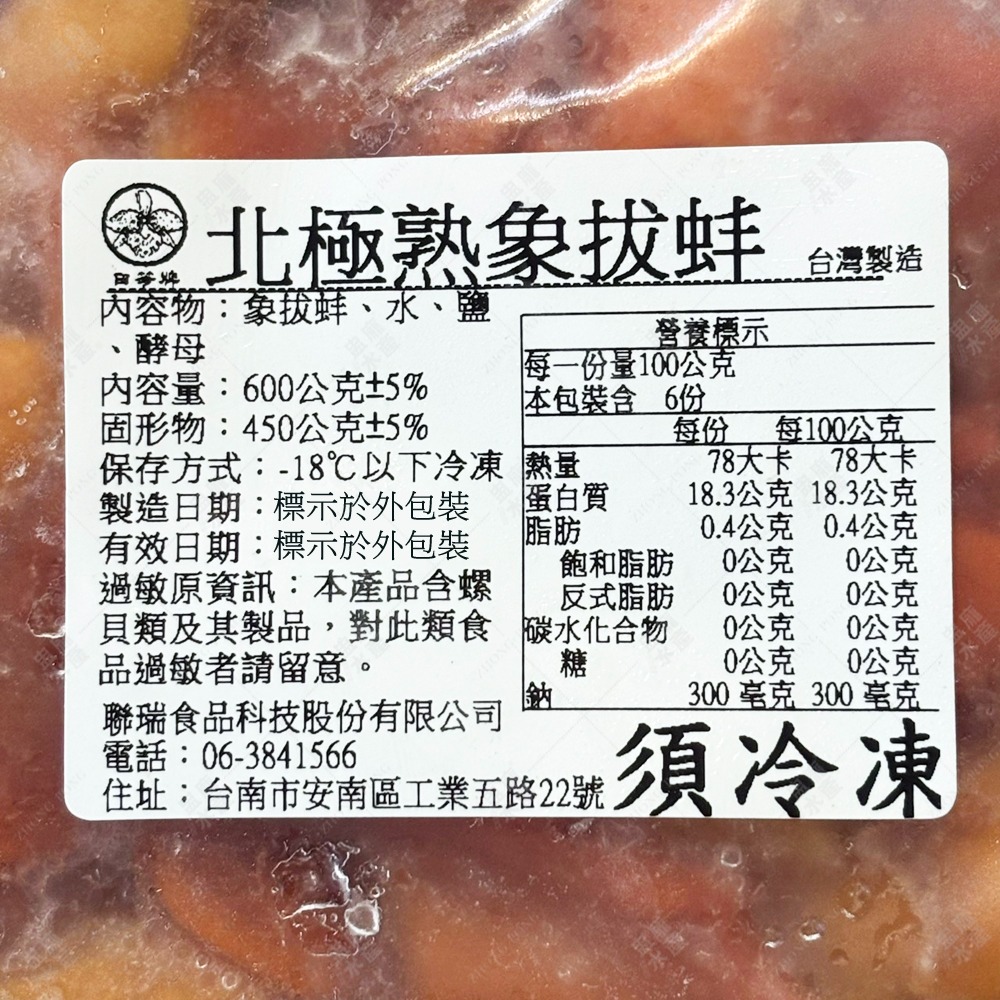 北極熟象拔蚌
台灣製造
內容物：象拔蚌、水、鹽
、酵母
內容量：600公克±5%
固形物：450公克±5%
保存方式：-18℃以下冷凍
製造日期：標示於外包裝
有效日期：標示於外包裝
過敏原資訊：本產品含螺
貝類及其製品，對此類食
品過敏者請留意。
聯瑞食品科技股份有限公司
電話：06-3841566
住址：台南市安南區工業五路22號
營養標示
每一份量100公克
本包裝含 6份
每份 每100公克
熱量 78大卡 78大卡
蛋白質 18.3公克 18.3公克
脂肪 0.4公克 0.4公克
飽和脂肪 0公克 0公克
反式脂肪 0公克 0公克
碳水化合物 0公克 0公克
糖 0公克 0公克
鈉 300 毫克 300 毫克
須冷凍